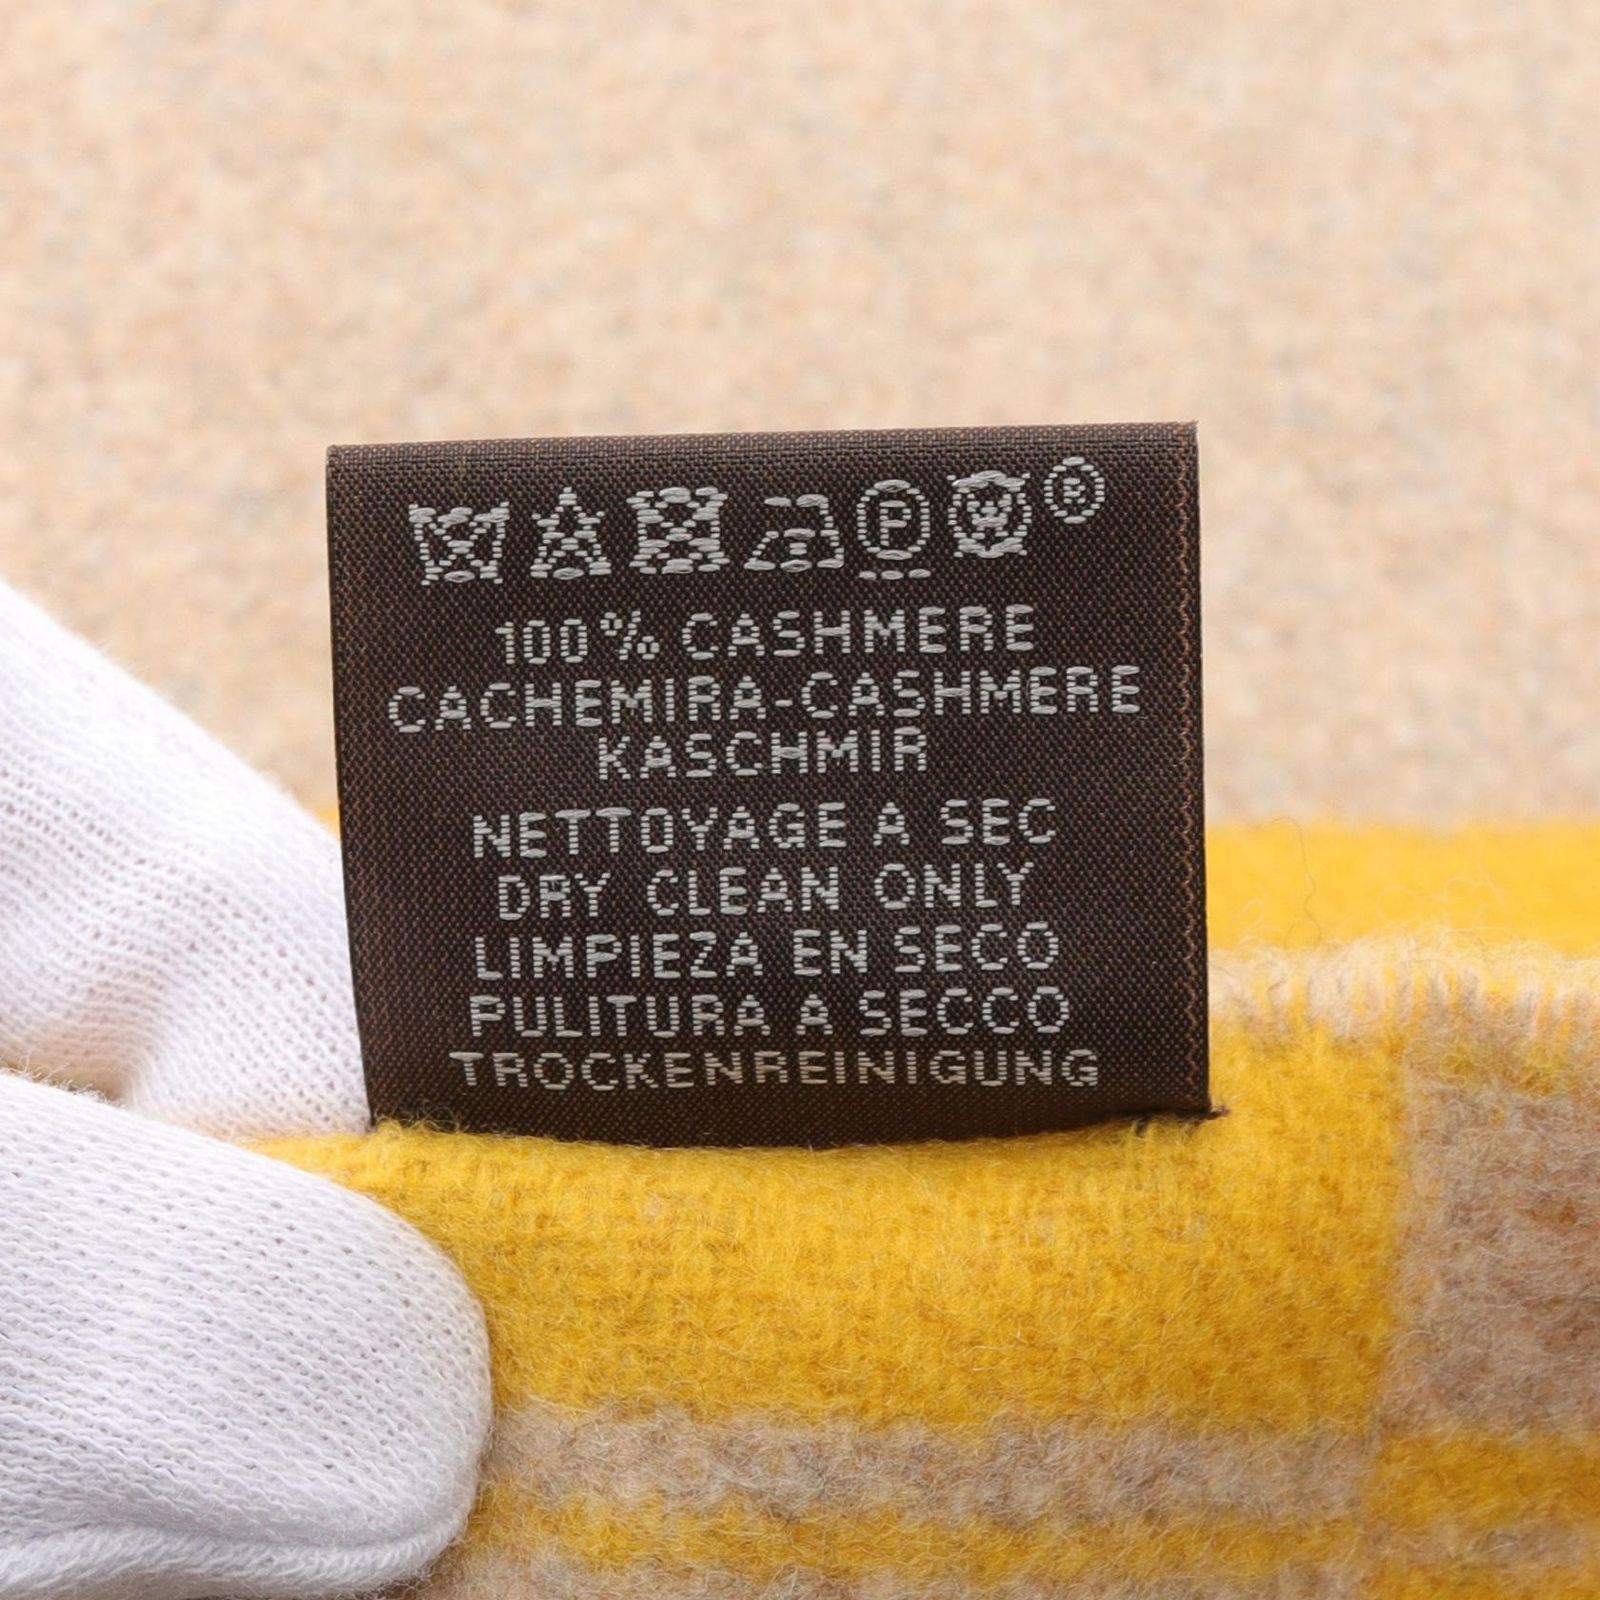 P ®
100% CASHMERE
CACHEMIRA-CASHMERE
KASCHMIR
NETTOYAGE A SEC
DRY CLEAN ONLY
LIMPIEZA EN SECO
PULITURA A SECCO
TROCKENREINIGUNG